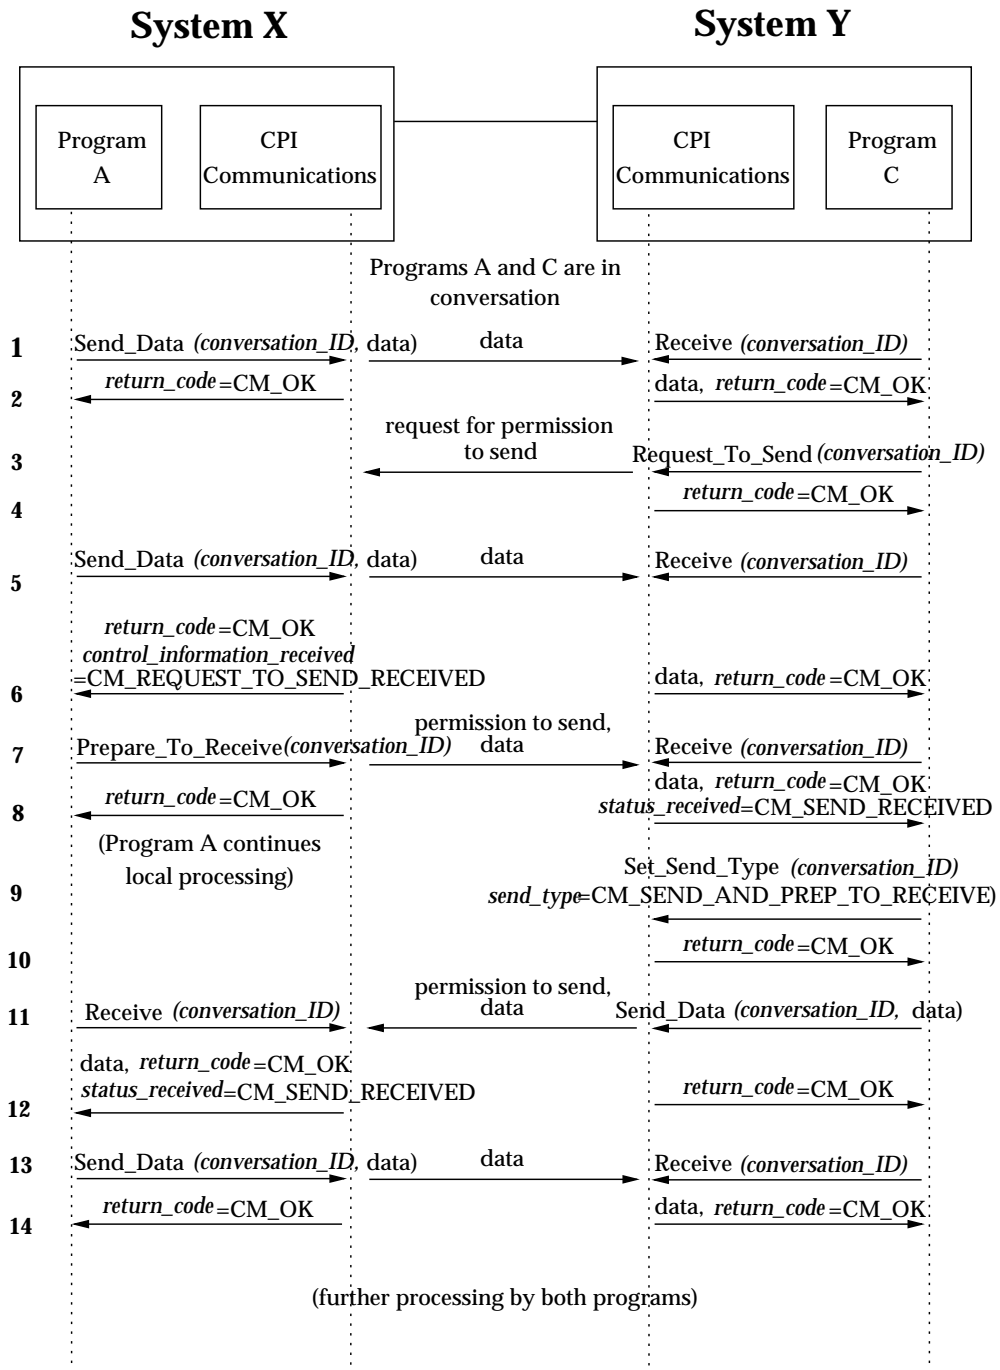 System X
System Y
Program
A
CPI
Communications
CPI
Communications
Program
C
Programs A and C are in
conversation
1
Send_Data (conversation_ID, data)
data
Receive (conversation_ID)
2
return_code=CM_OK
data, return_code=CM_OK
request for permission
to send
3
Request_To_Send (conversation_ID)
4
return_code=CM_OK
5
Send_Data (conversation_ID, data)
data
Receive (conversation_ID)
return_code=CM_OK
control_information_received
=CM_REQUEST_TO_SEND_RECEIVED
6
data, return_code=CM_OK
7
Prepare_To_Receive(conversation_ID)
permission to send,
data
Receive (conversation_ID)
8
return_code=CM_OK
data, return_code=CM_OK
status_received=CM_SEND_RECEIVED
(Program A continues
local processing)
9
Set_Send_Type (conversation_ID)
send_type=CM_SEND_AND_PREP_TO_RECEIVE)
10
return_code=CM_OK
11
Receive (conversation_ID)
permission to send,
data
Send_Data (conversation_ID, data)
data, return_code=CM_OK
status_received=CM_SEND_RECEIVED
12
return_code=CM_OK
13
Send_Data (conversation_ID, data)
data
Receive (conversation_ID)
14
return_code=CM_OK
data, return_code=CM_OK
(further processing by both programs)